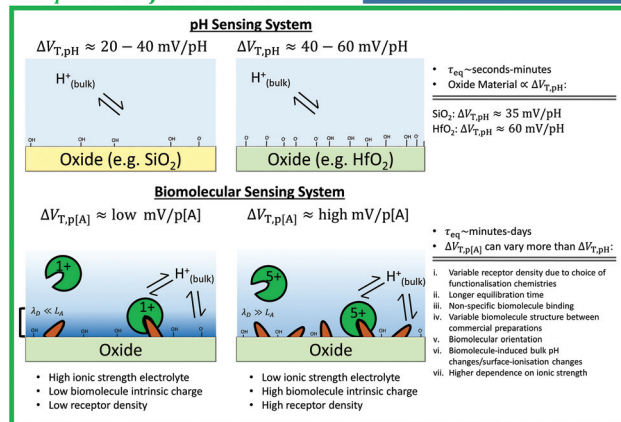 pH Sensing System
ΔV_T,pH ≈ 20 − 40 mV/pH
ΔV_T,pH ≈ 40 − 60 mV/pH
H⁺(bulk)
H⁺(bulk)
• τ_eq~seconds-minutes
• Oxide Material ∝ ΔV_T,pH:
SiO₂: ΔV_T,pH ≈ 35 mV/pH
HfO₂: ΔV_T,pH ≈ 60 mV/pH
Oxide (e.g. SiO₂)
Oxide (e.g. HfO₂)
Biomolecular Sensing System
ΔV_T,p[A] ≈ low mV/p[A]
ΔV_T,p[A] ≈ high mV/p[A]
• τ_eq~minutes-days
• ΔV_T,p[A] can vary more than ΔV_T,pH:
i. Variable receptor density due to choice of
functionalisation chemistries
ii. Longer equilibration time
iii. Non-specific biomolecule binding
iv. Variable biomolecule structure between
commercial preparations
v. Biomolecular orientation
vi. Biomolecule-induced bulk pH
changes/surface-ionisation changes
vii. Higher dependence on ionic strength
1+
H⁺(bulk)
λ_D ≪ L_A
1+
OH
Oxide
5+
H⁺(bulk)
λ_D ≫ L_A
5+
OH
Oxide
• High ionic strength electrolyte
• Low biomolecule intrinsic charge
• Low receptor density
• Low ionic strength electrolyte
• High biomolecule intrinsic charge
• High receptor density